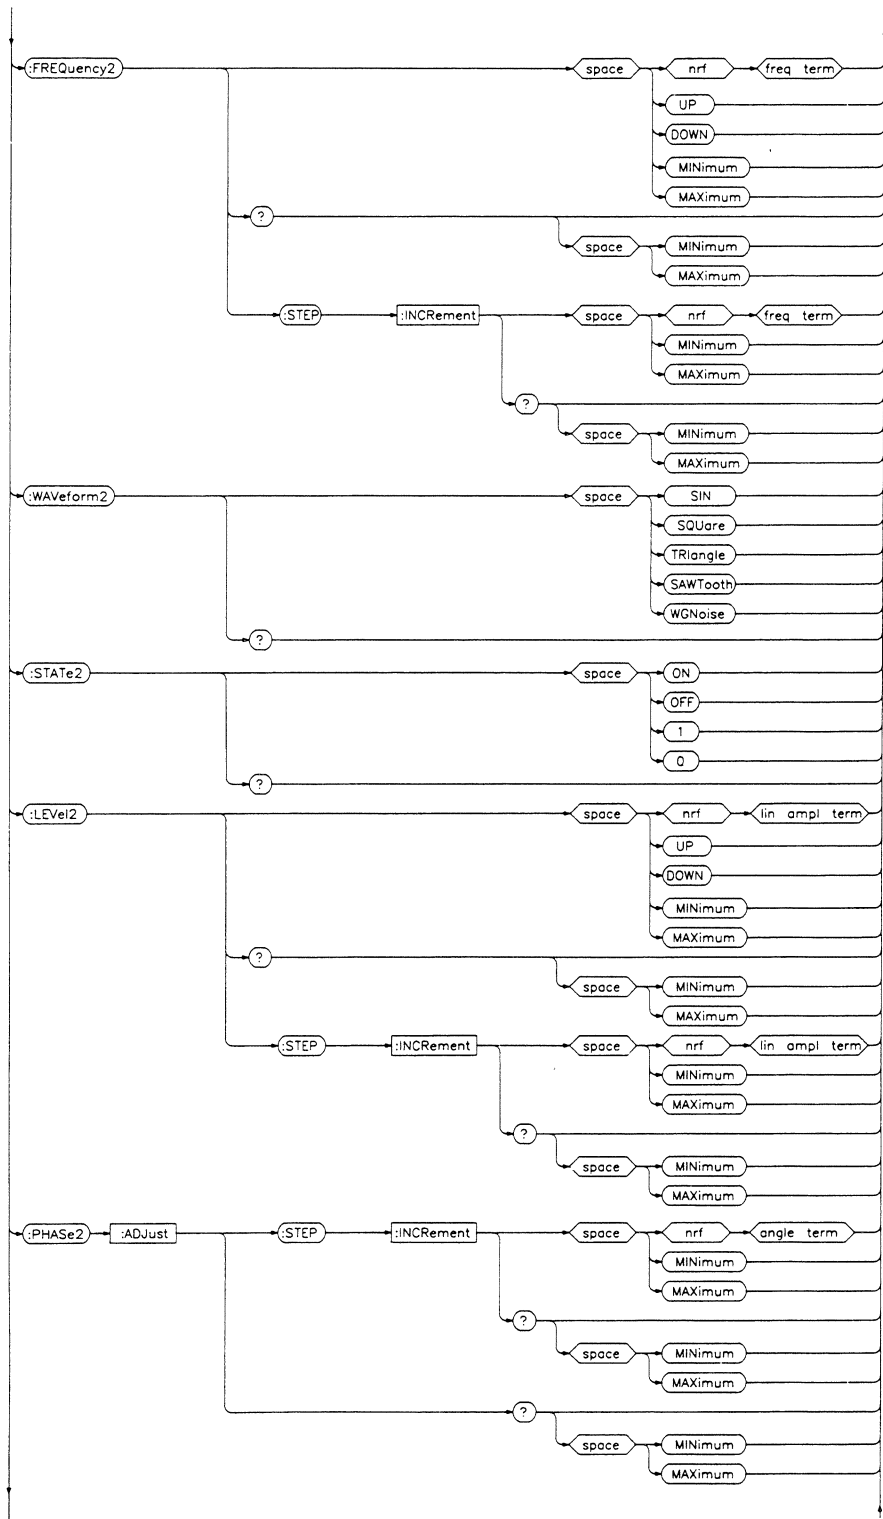 :FREQuency2 space nrf freq term
UP
DOWN
MINimum
MAXimum
?
space MINimum
MAXimum
:STEP :INCRement space nrf freq term
MINimum
MAXimum
?
space MINimum
MAXimum
:WAVeform2 space SIN
SQUare
TRIangle
SAWTooth
WGNoise
?
:STATe2 space ON
OFF
1
0
?
:LEVel2 space nrf lin ampl term
UP
DOWN
MINimum
MAXimum
?
space MINimum
MAXimum
:STEP :INCRement space nrf lin ampl term
MINimum
MAXimum
?
space MINimum
MAXimum
:PHASe2 :ADJust :STEP :INCRement space nrf angle term
MINimum
MAXimum
?
space MINimum
MAXimum
?
space MINimum
MAXimum